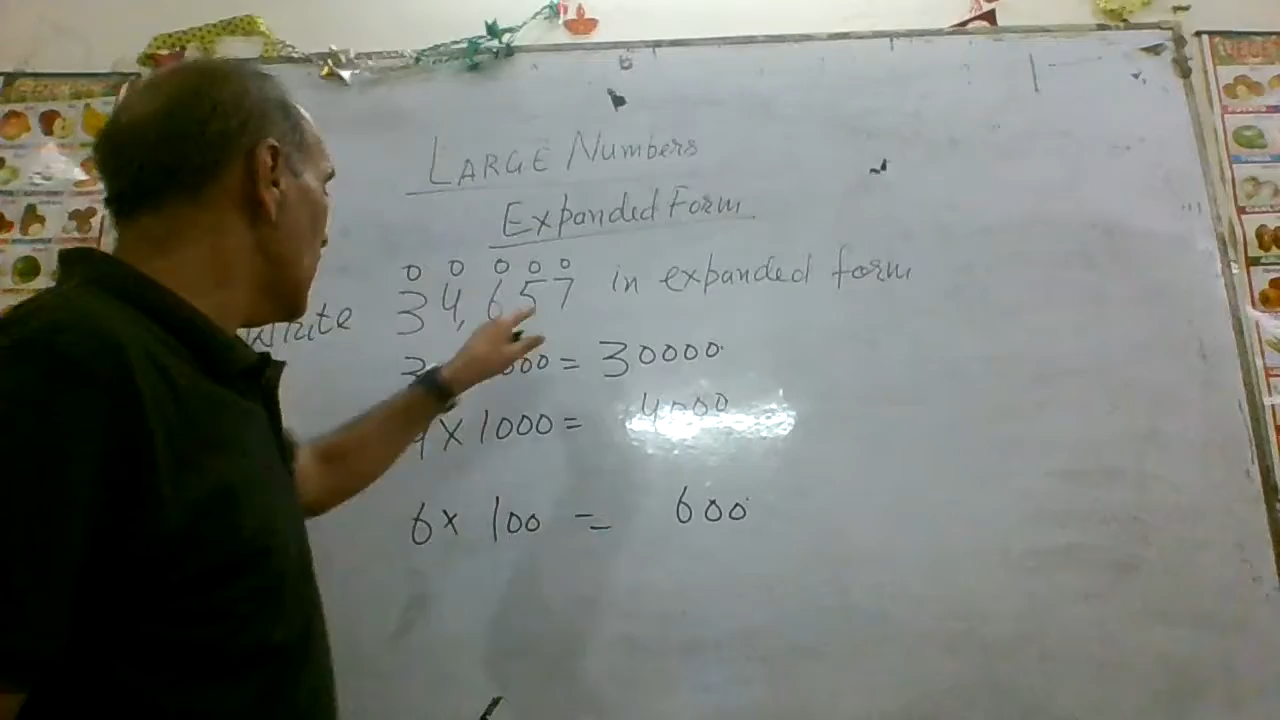 LARGE Numbers
Expanded Form
0 0 0 0 0
Write 34,657 in expanded form
= 30000
4 X 1000 = 4000
6 x 100 = 600